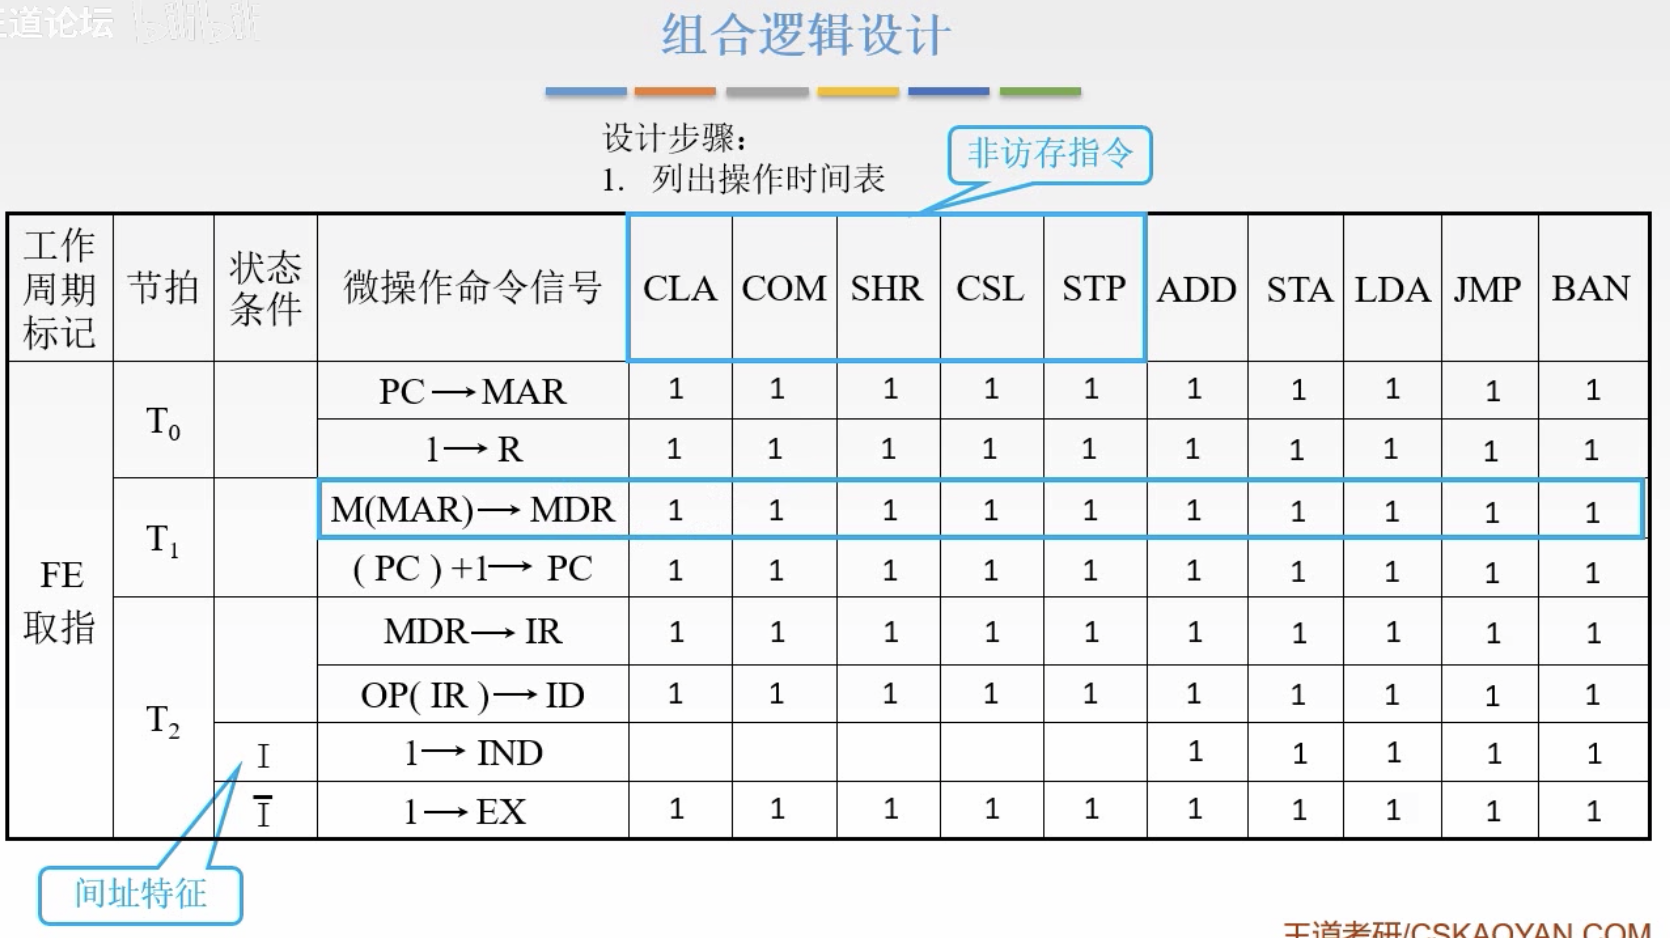 王道论坛 bilibili
组合逻辑设计
设计步骤:
1. 列出操作时间表
非访存指令
工作周期标记 节拍 状态条件 微操作命令信号 CLA COM SHR CSL STP ADD STA LDA JMP BAN
FE 取指 T0 PC→MAR 1 1 1 1 1 1 1 1 1 1
1→R 1 1 1 1 1 1 1 1 1 1
T1 M(MAR)→MDR 1 1 1 1 1 1 1 1 1 1
(PC)+1→PC 1 1 1 1 1 1 1 1 1 1
T2 MDR→IR 1 1 1 1 1 1 1 1 1 1
OP(IR)→ID 1 1 1 1 1 1 1 1 1 1
I 1→IND 1 1 1 1 1
Ī 1→EX 1 1 1 1 1 1 1 1 1 1
间址特征
王道考研/CSKAOYAN.COM